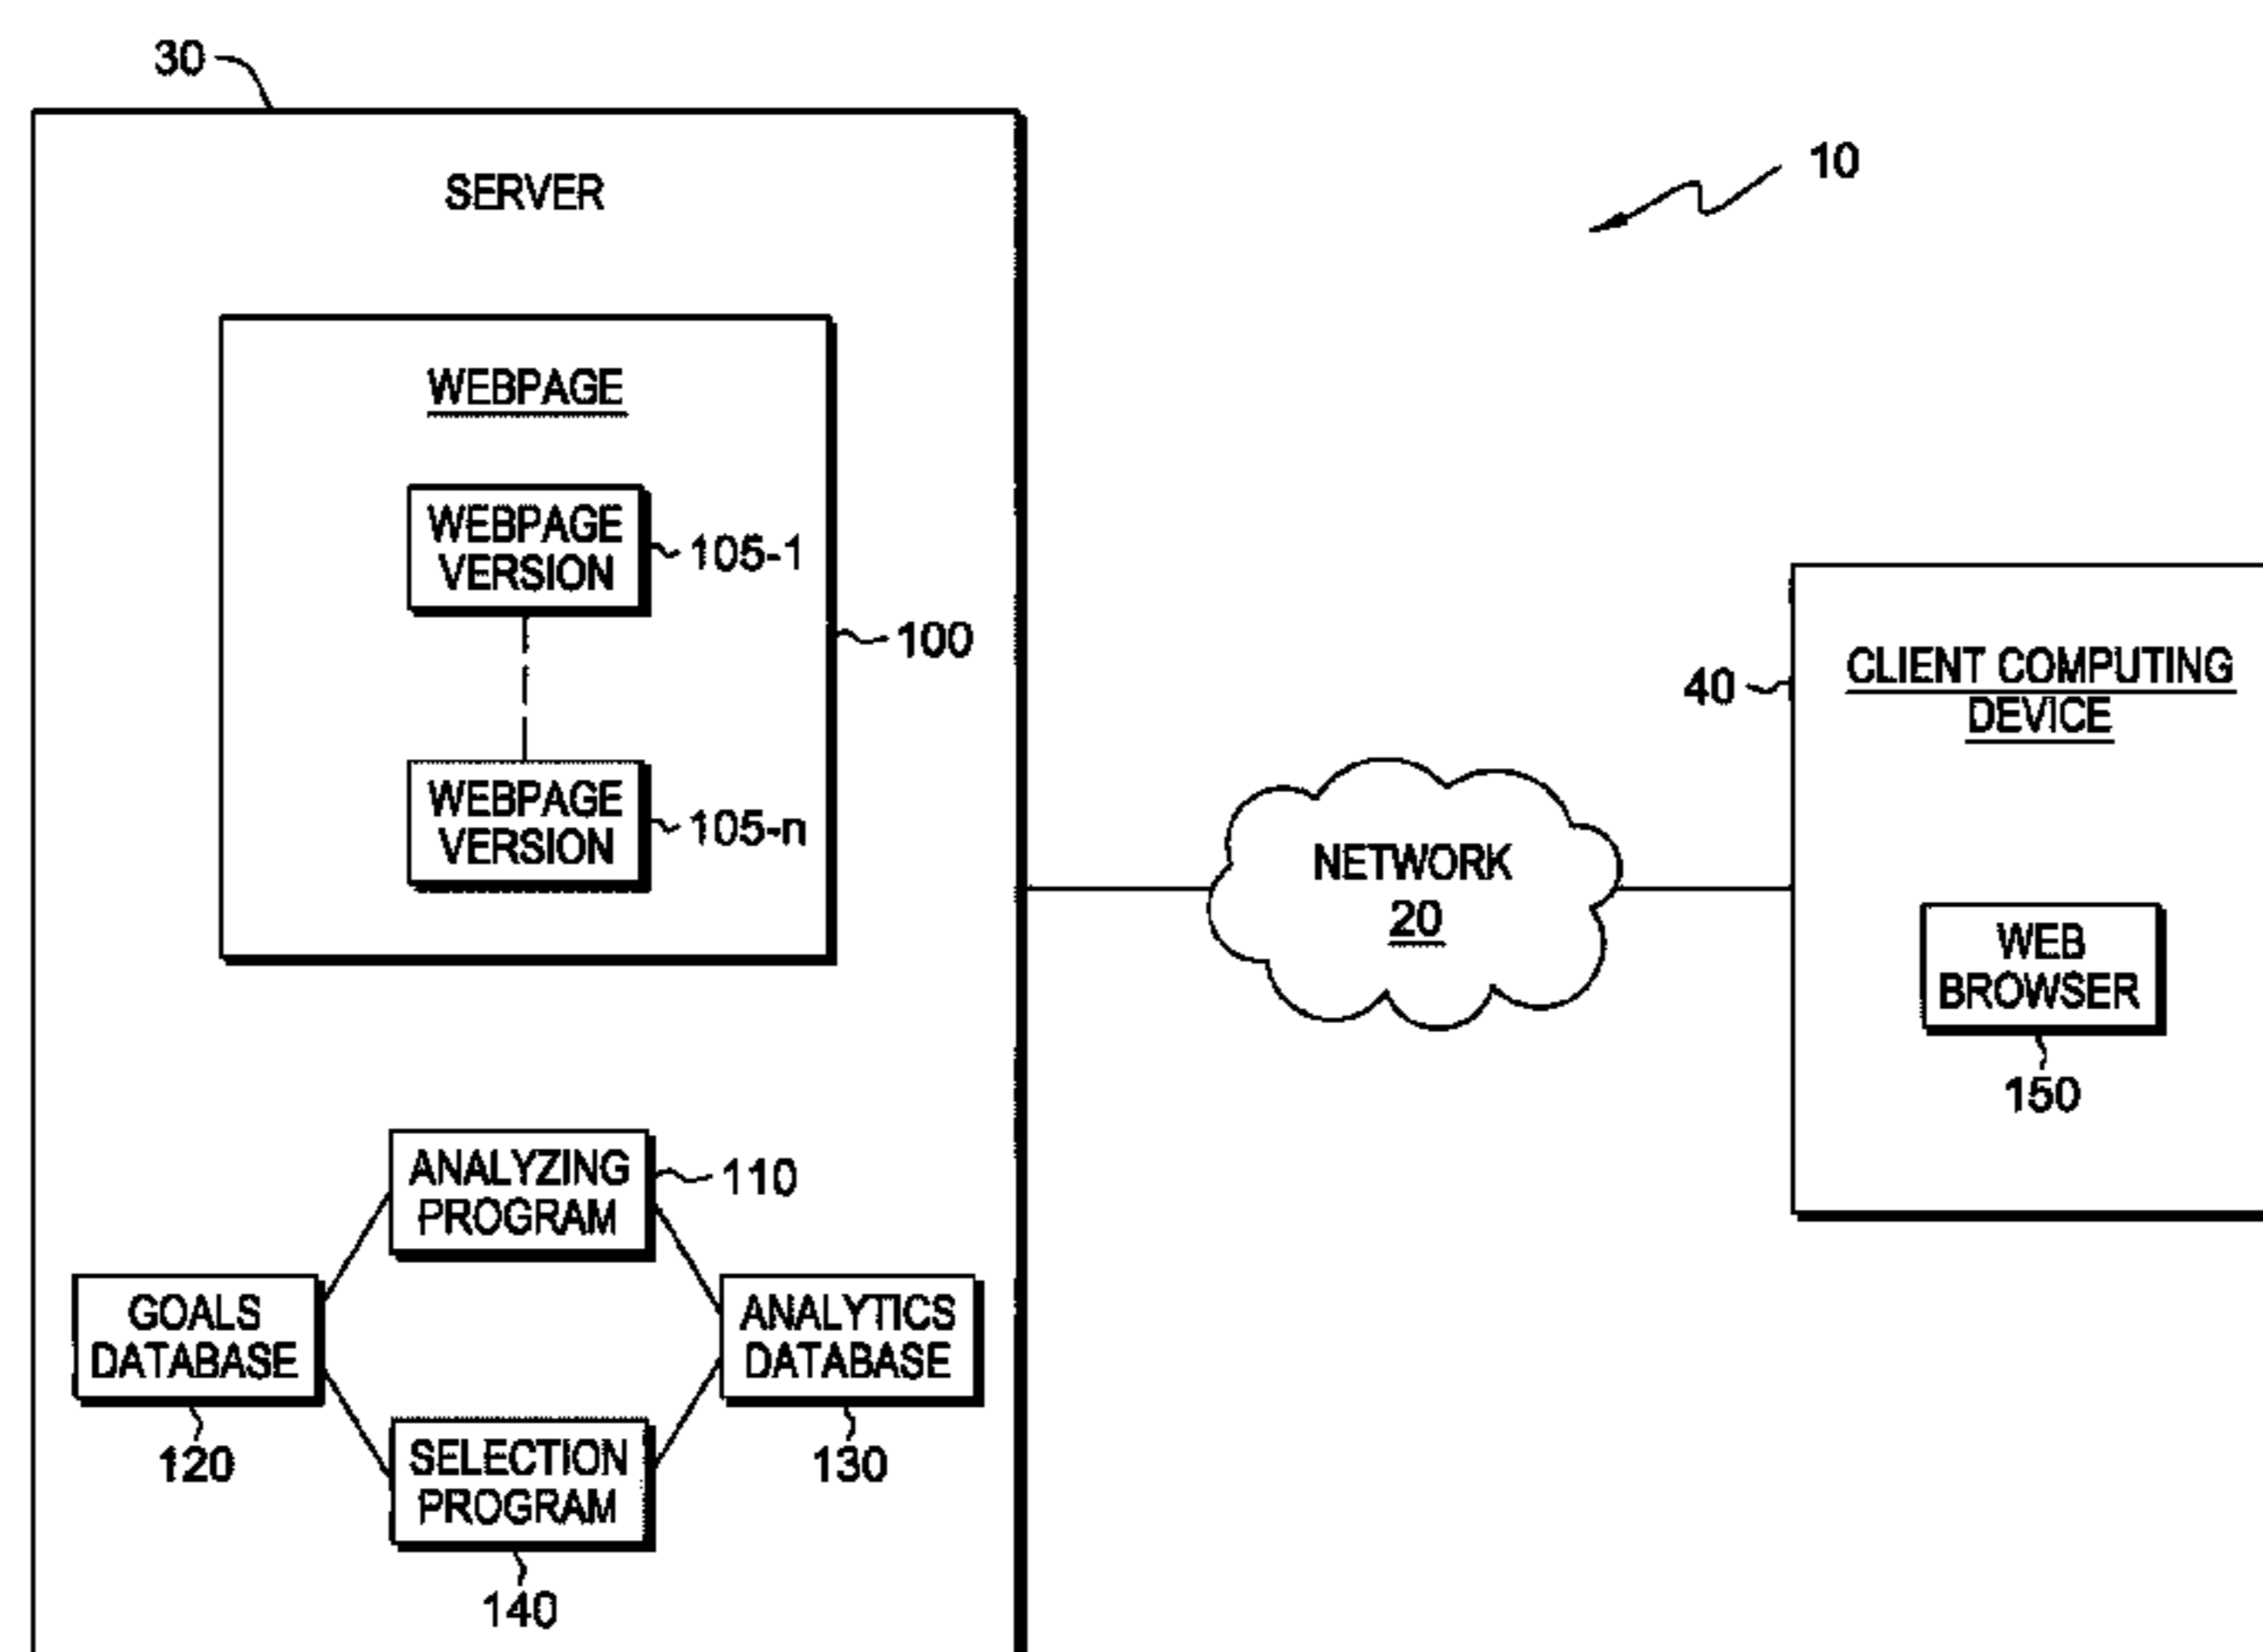 30
10
SERVER
WEBPAGE
WEBPAGE
VERSION
105-1
100
WEBPAGE
VERSION
105-n
NETWORK
20
40
CLIENT COMPUTING
DEVICE
WEB
BROWSER
150
ANALYZING
PROGRAM
110
GOALS
DATABASE
120
ANALYTICS
DATABASE
130
SELECTION
PROGRAM
140